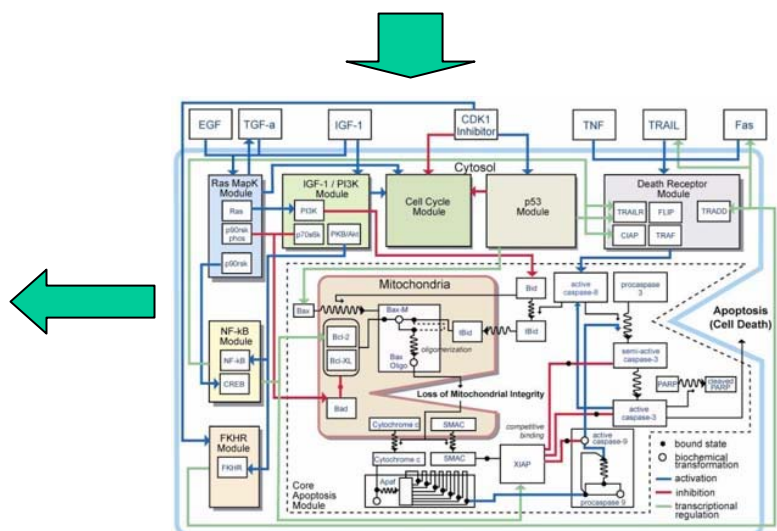 EGF
TGF-a
IGF-1
CDK1
Inhibitor
TNF
TRAIL
Fas
Cytosol
Ras MapK
Module
Ras
p90rsk
phos
p90rsk
IGF-1 / PI3K
Module
PI3K
p70s6k
PKB/Akt
Cell Cycle
Module
p53
Module
Death Receptor
Module
TRAILR
FLIP
TRADD
CIAP
TRAF
Mitochondria
Bax
Bax-M
Bcl-2
Bcl-XL
oligomerization
Bax
Oligo
Bad
tBid
tBid
Bid
active
caspase-8
procaspase
3
Apoptosis
(Cell Death)
semi-active
caspase-3
PARP
cleaved
PARP
active
caspase-3
NF-kB
Module
NF-kB
CREB
Loss of Mitochondrial Integrity
Cytochrome c
SMAC
Cytochrome c
SMAC
competitive
binding
XIAP
active
caspase-9
procaspase 9
FKHR
Module
FKHR
Core
Apoptosis
Module
Apaf
bound state
biochemical
transformation
activation
inhibition
transcriptional
regulation